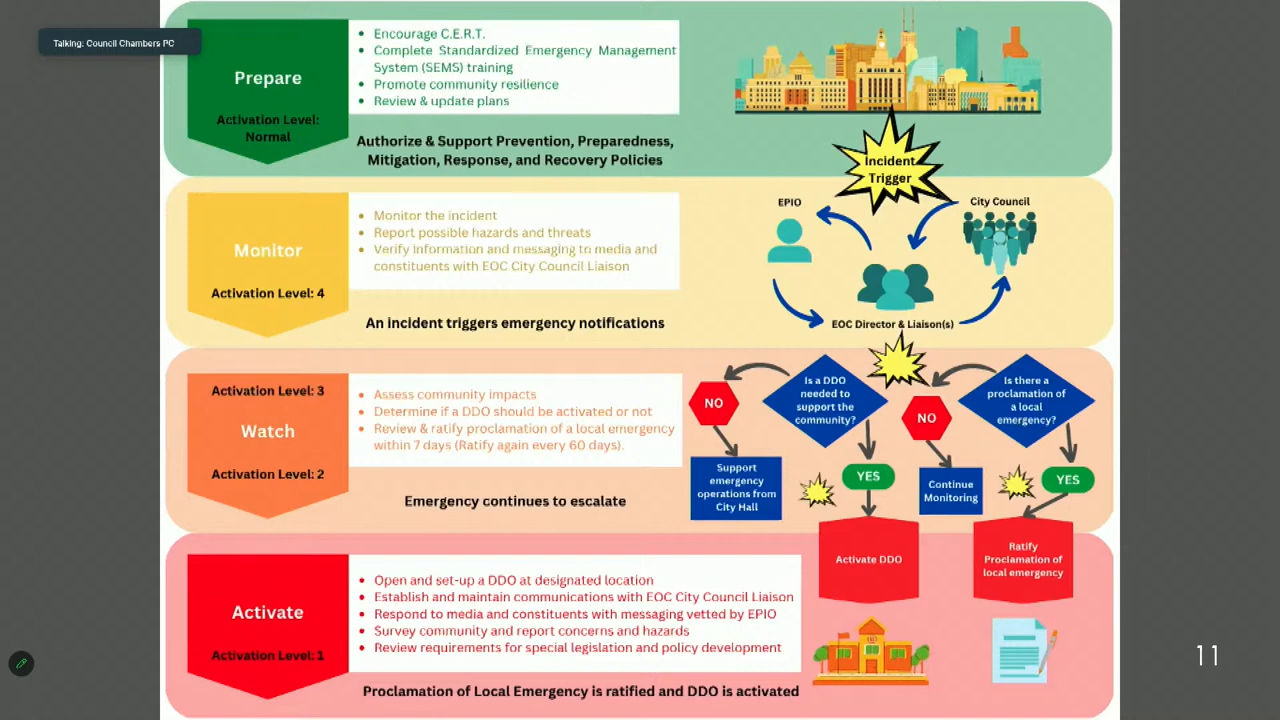 Talking: Council Chambers PC
Prepare
Activation Level:
Normal
• Encourage C.E.R.T.
• Complete Standardized Emergency Management
System (SEMS) training
• Promote community resilience
• Review & update plans
Authorize & Support Prevention, Preparedness,
Mitigation, Response, and Recovery Policies
Incident
Trigger
Monitor
Activation Level: 4
• Monitor the incident
• Report possible hazards and threats
• Verify information and messaging to media and
constituents with EOC City Council Liaison
An incident triggers emergency notifications
EPIO
City Council
EOC Director & Liaison(s)
Activation Level: 3
Watch
Activation Level: 2
• Assess community impacts
• Determine if a DDO should be activated or not
• Review & ratify proclamation of a local emergency
within 7 days (Ratify again every 60 days).
Emergency continues to escalate
NO
Is a DDO
needed to
support the
community?
NO
Is there a
proclamation of
a local
emergency?
Support
emergency
operations from
City Hall
YES
Continue
Monitoring
YES
Activate
Activation Level: 1
• Open and set-up a DDO at designated location
• Establish and maintain communications with EOC City Council Liaison
• Respond to media and constituents with messaging vetted by EPIO
• Survey community and report concerns and hazards
• Review requirements for special legislation and policy development
Proclamation of Local Emergency is ratified and DDO is activated
Activate DDO
Ratify
Proclamation of
local emergency
11